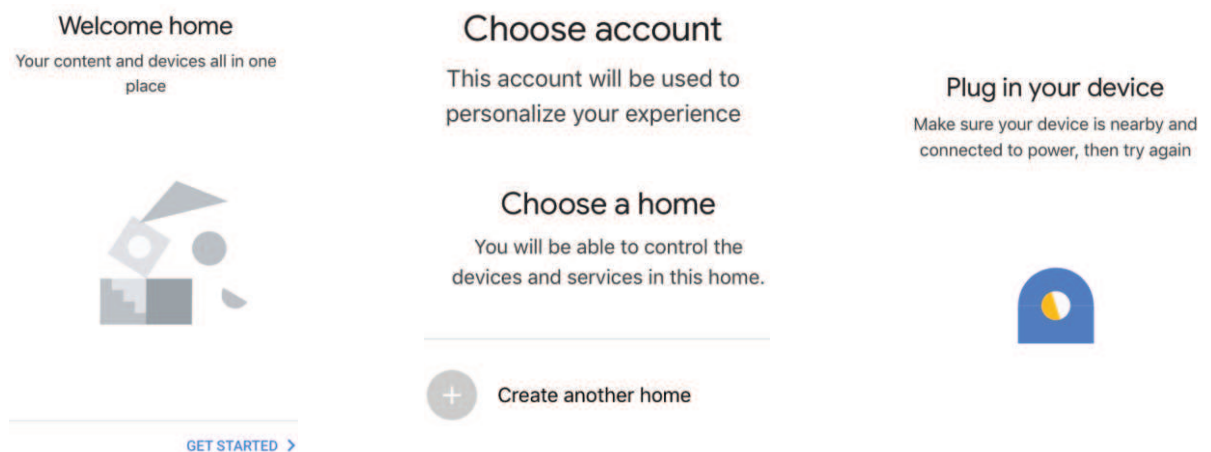 Welcome home
Your content and devices all in one
place
GET STARTED
Choose account
This account will be used to
personalize your experience
Choose a home
You will be able to control the
devices and services in this home.
Create another home
Plug in your device
Make sure your device is nearby and
connected to power, then try again